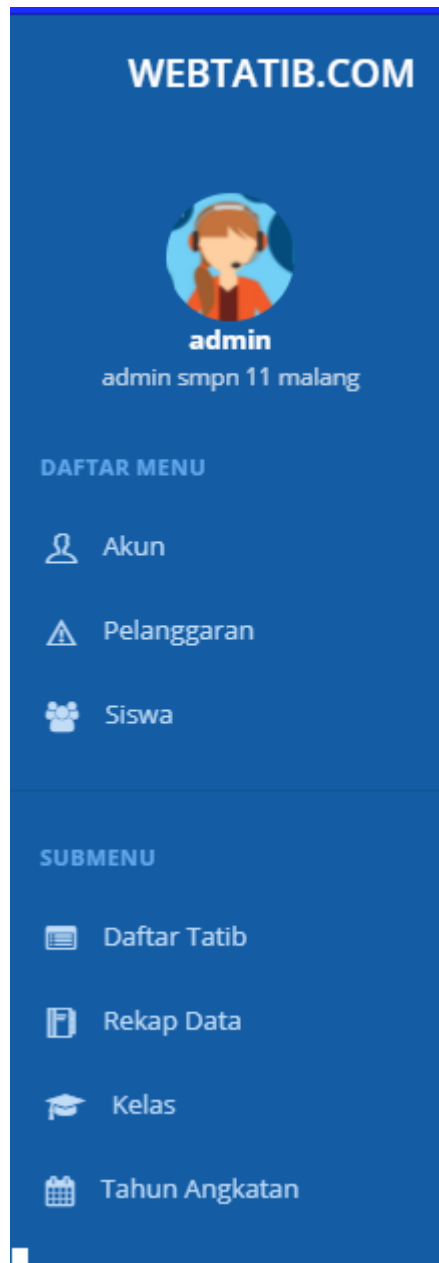 WEBTATIB.COM
admin
admin smpn 11 malang
DAFTAR MENU
Akun
Pelanggaran
Siswa
SUBMENU
Daftar Tatib
Rekap Data
Kelas
Tahun Angkatan